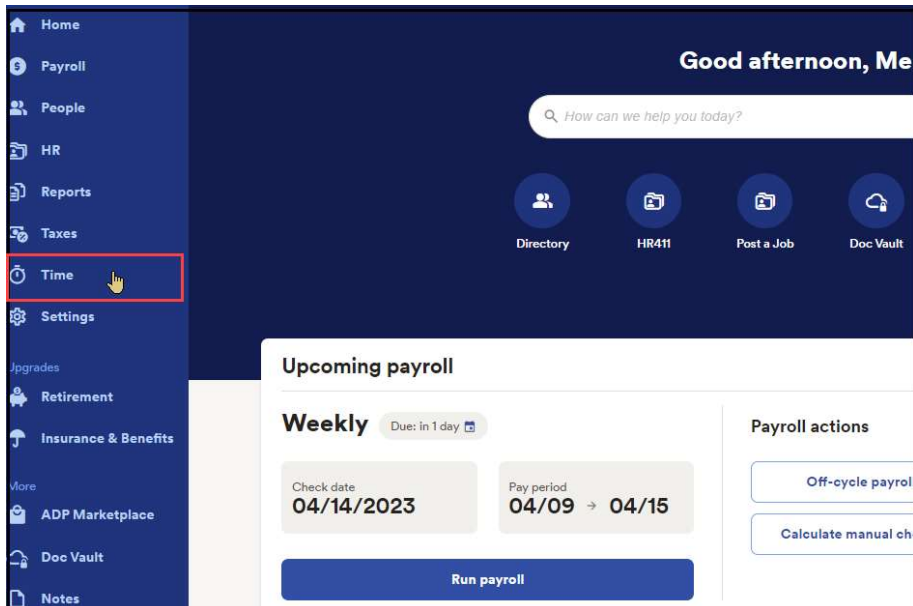 Home
Payroll
People
HR
Reports
Taxes
Time
Settings
Upgrades
Retirement
Insurance & Benefits
More
ADP Marketplace
Doc Vault
Notes
Good afternoon, Me
How can we help you today?
Directory
HR411
Post a Job
Doc Vault
Upcoming payroll
Weekly
Due: in 1 day
Check date
04/14/2023
Pay period
04/09 → 04/15
Run payroll
Payroll actions
Off-cycle payroll
Calculate manual che